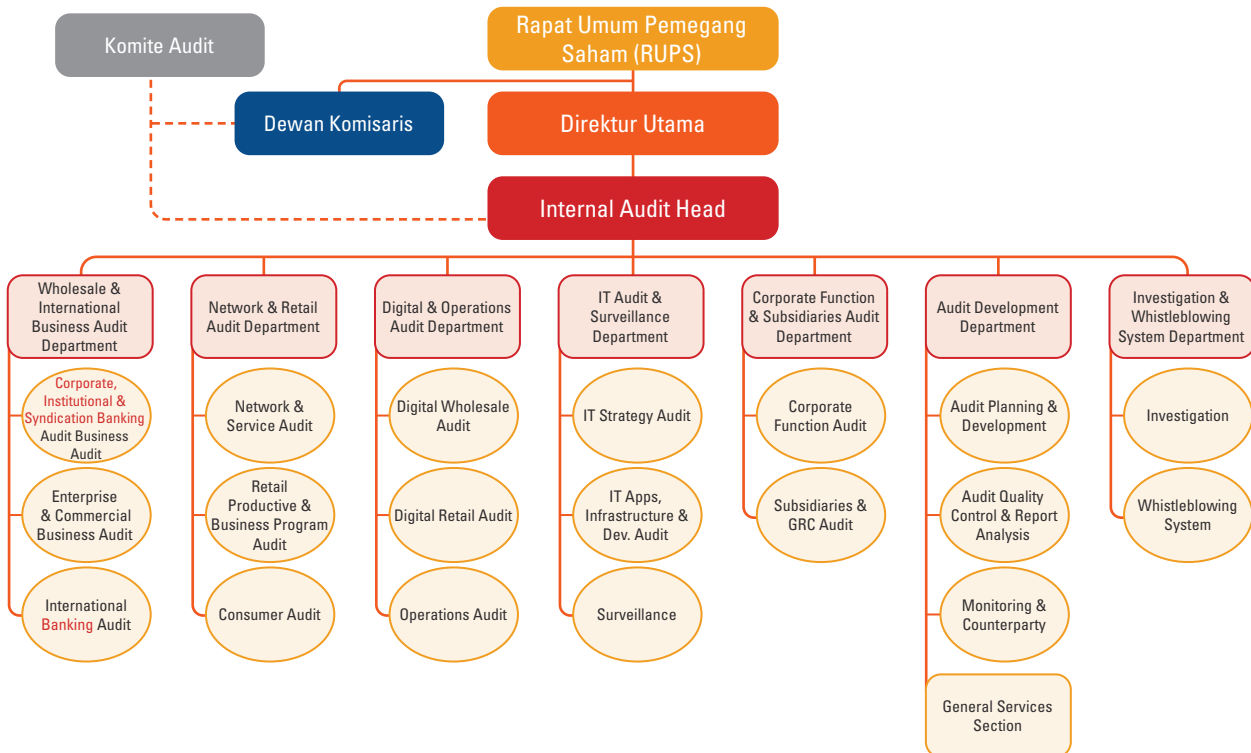 Komite Audit
Rapat Umum Pemegang
Saham (RUPS)
Dewan Komisaris
Direktur Utama
Internal Audit Head
Wholesale &
International
Business Audit
Department
Network & Retail
Audit Department
Digital & Operations
Audit Department
IT Audit &
Surveillance
Department
Corporate Function
& Subsidiaries Audit
Department
Audit Development
Department
Investigation &
Whistleblowing
System Department
Corporate,
Institutional &
Syndication Banking
Audit Business
Audit
Network &
Service Audit
Digital Wholesale
Audit
IT Strategy Audit
Corporate
Function Audit
Audit Planning &
Development
Investigation
Enterprise
& Commercial
Business Audit
Retail
Productive &
Business Program
Audit
Digital Retail Audit
IT Apps,
Infrastructure &
Dev. Audit
Subsidiaries &
GRC Audit
Audit Quality
Control & Report
Analysis
Whistleblowing
System
International
Banking Audit
Consumer Audit
Operations Audit
Surveillance
Monitoring &
Counterparty
General Services
Section